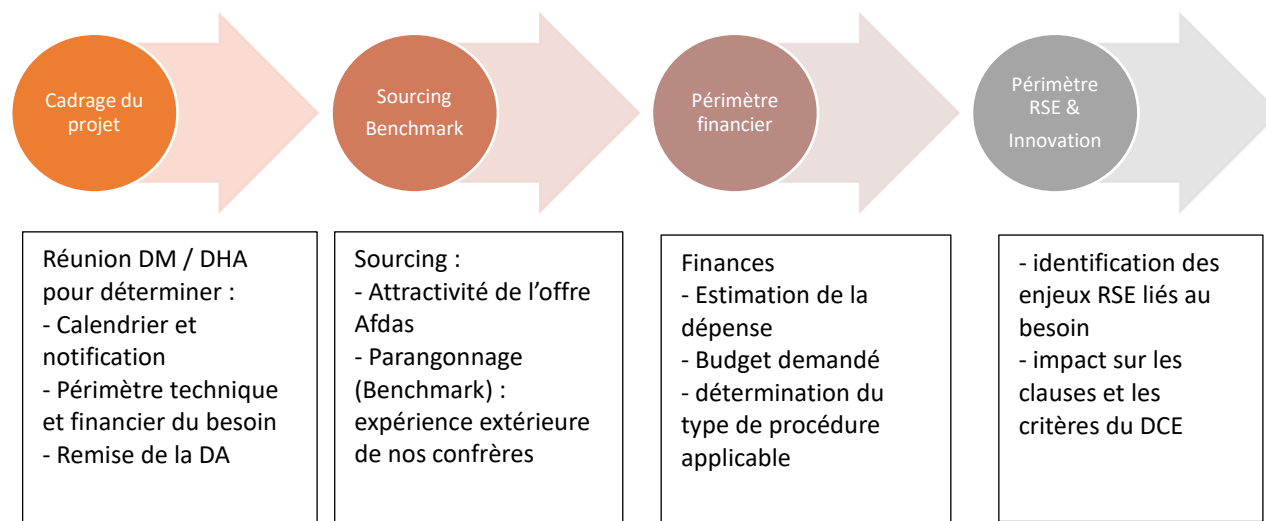 Cadrage du
projet
Sourcing
Benchmark
Périmètre
financier
Périmètre
RSE &
Innovation
Réunion DM / DHA
pour déterminer :
- Calendrier et
notification
- Périmètre technique
et financier du besoin
- Remise de la DA
Sourcing :
- Attractivité de l’offre
Afdas
- Parangonnage
(Benchmark) :
expérience extérieure
de nos confrères
Finances
- Estimation de la
dépense
- Budget demandé
- détermination du
type de procédure
applicable
- identification des
enjeux RSE liés au
besoin
- impact sur les
clauses et les
critères du DCE